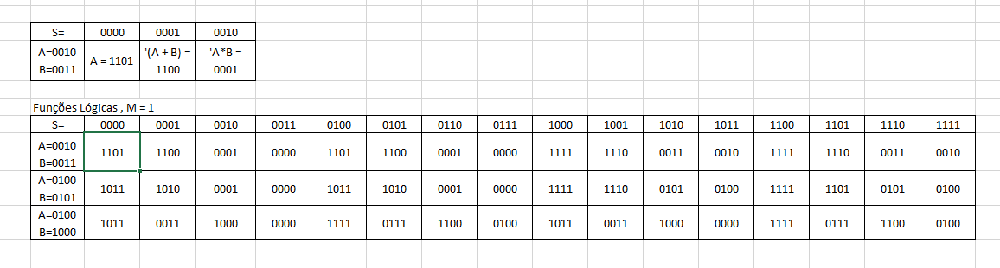 S= 0000 0001 0010
A=0010
B=0011 A = 1101 '(A + B) =
1100 'A*B =
0001
Funções Lógicas , M = 1
S= 0000 0001 0010 0011 0100 0101 0110 0111 1000 1001 1010 1011 1100 1101 1110 1111
A=0010
B=0011 1101 1100 0001 0000 1101 1100 0001 0000 1111 1110 0011 0010 1111 1110 0011 0010
A=0100
B=0101 1011 1010 0001 0000 1011 1010 0001 0000 1111 1110 0101 0100 1111 1101 0101 0100
A=0100
B=1000 1011 0011 1000 0000 1111 0111 1100 0100 1011 0011 1000 0000 1111 0111 1100 0100